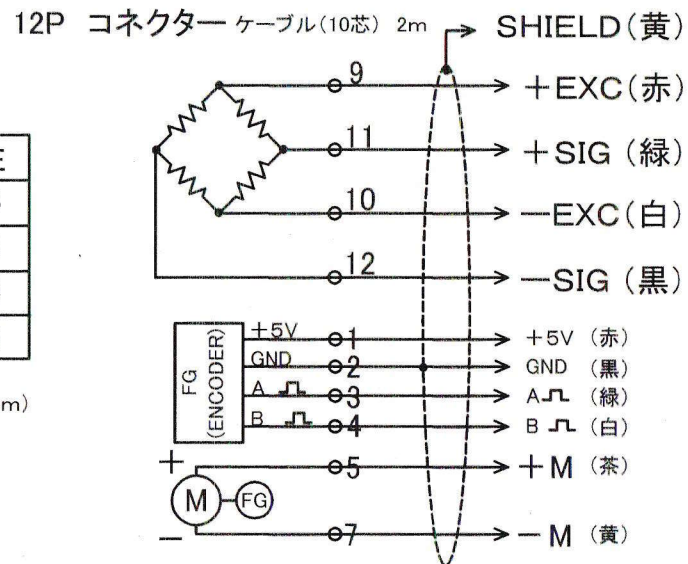 12P コネクター ケーブル(10芯) 2m
SHIELD(黄)
9 +EXC(赤)
11 +SIG (緑)
10 −EXC(白)
12 −SIG (黒)
E
m)
FG (ENCODER)
+5V 1 +5V (赤)
GND 2 GND (黒)
A 3 A (緑)
B 4 B (白)
+ 5 +M (茶)
M FG
− 7 − M (黄)